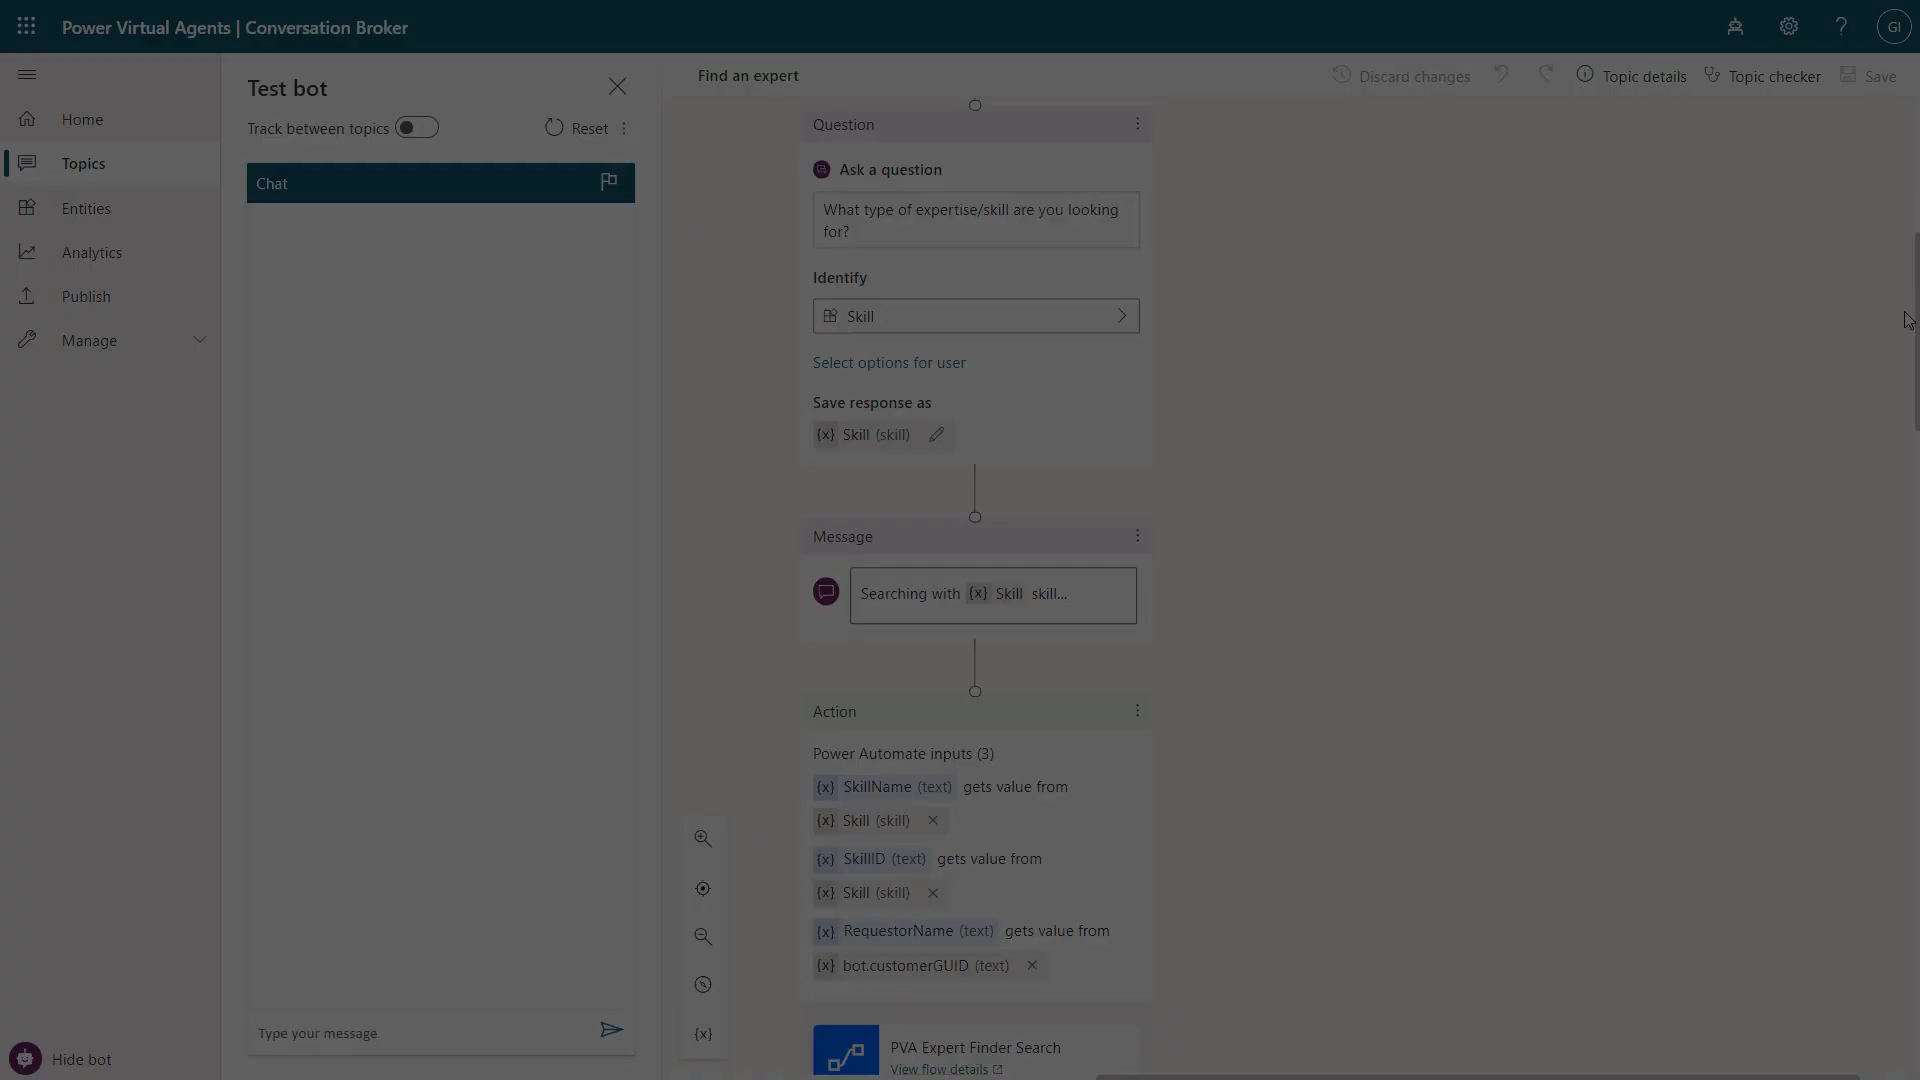 Power Virtual Agents | Conversation Broker
GI
Home
Topics
Entities
Analytics
Publish
Manage
Hide bot
Test bot
Track between topics
Reset
Chat
Type your message
Find an expert
Discard changes
Topic details
Topic checker
Save
Question
Ask a question
What type of expertise/skill are you looking
for?
Identify
Skill
Select options for user
Save response as
{x} Skill (skill)
Message
Searching with {x} Skill skill...
Action
Power Automate inputs (3)
{x} SkillName (text) gets value from
{x} Skill (skill)
{x} SkillID (text) gets value from
{x} Skill (skill)
{x} RequestorName (text) gets value from
{x} bot.customerGUID (text)
{x}
PVA Expert Finder Search
View flow details